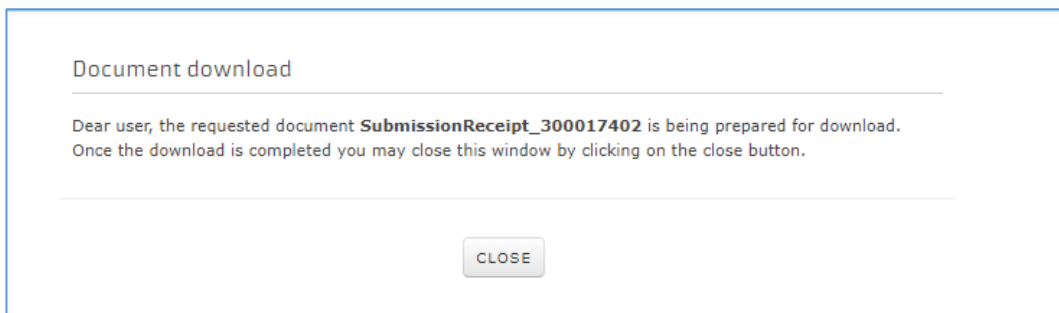 Document download
Dear user, the requested document SubmissionReceipt_300017402 is being prepared for download.
Once the download is completed you may close this window by clicking on the close button.
CLOSE